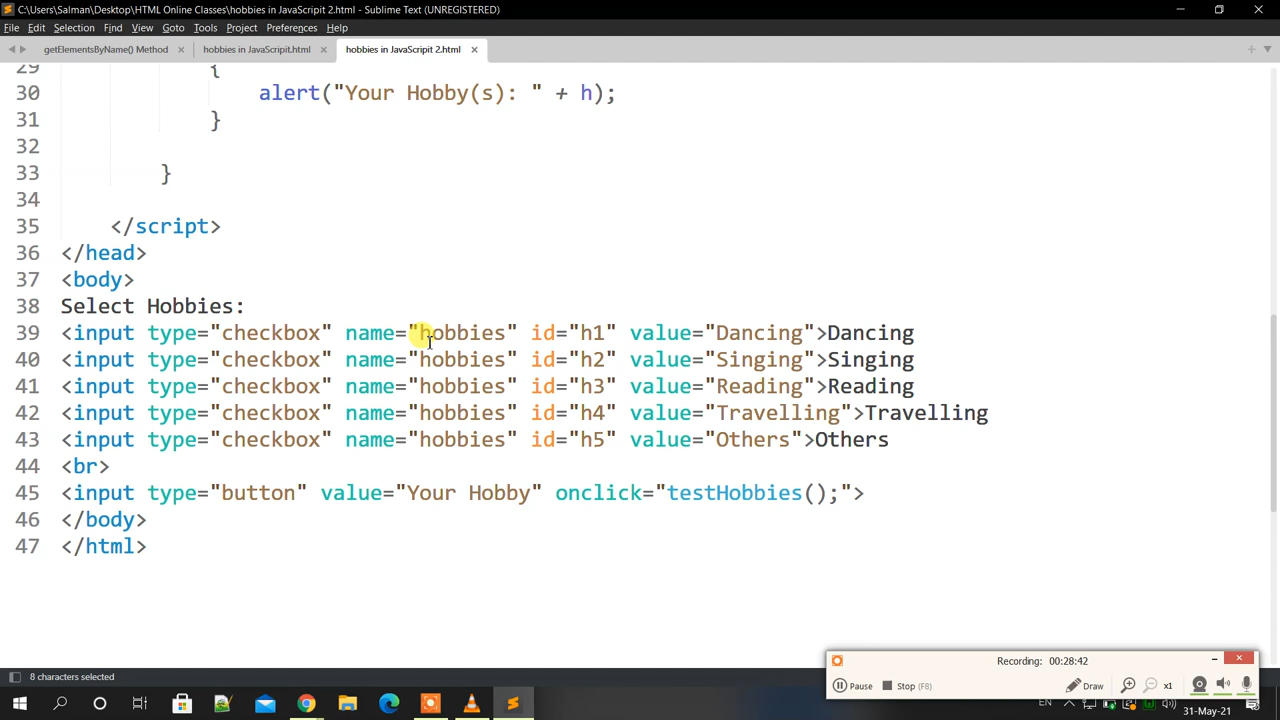 C:\Users\Salman\Desktop\HTML Online Classes\hobbies in JavaScripit 2.html - Sublime Text (UNREGISTERED)
File Edit Selection Find View Goto Tools Project Preferences Help
getElementsByName() Method hobbies in JavaScripit.html hobbies in JavaScripit 2.html
29 {
30 alert("Your Hobby(s): " + h);
31 }
32
33 }
34
35 </script>
36 </head>
37 <body>
38 Select Hobbies:
39 <input type="checkbox" name="hobbies" id="h1" value="Dancing">Dancing
40 <input type="checkbox" name="hobbies" id="h2" value="Singing">Singing
41 <input type="checkbox" name="hobbies" id="h3" value="Reading">Reading
42 <input type="checkbox" name="hobbies" id="h4" value="Travelling">Travelling
43 <input type="checkbox" name="hobbies" id="h5" value="Others">Others
44 <br>
45 <input type="button" value="Your Hobby" onclick="testHobbies();">
46 </body>
47 </html>
Recording: 00:28:42
8 characters selected
Pause Stop (F8) Draw x1
EN 31-May-21